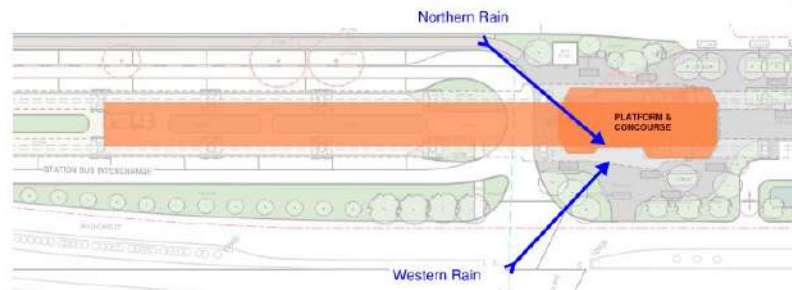 Northern Rain
PLATFORM &
CONCOURSE
STATION BUS INTERCHANGE
Western Rain